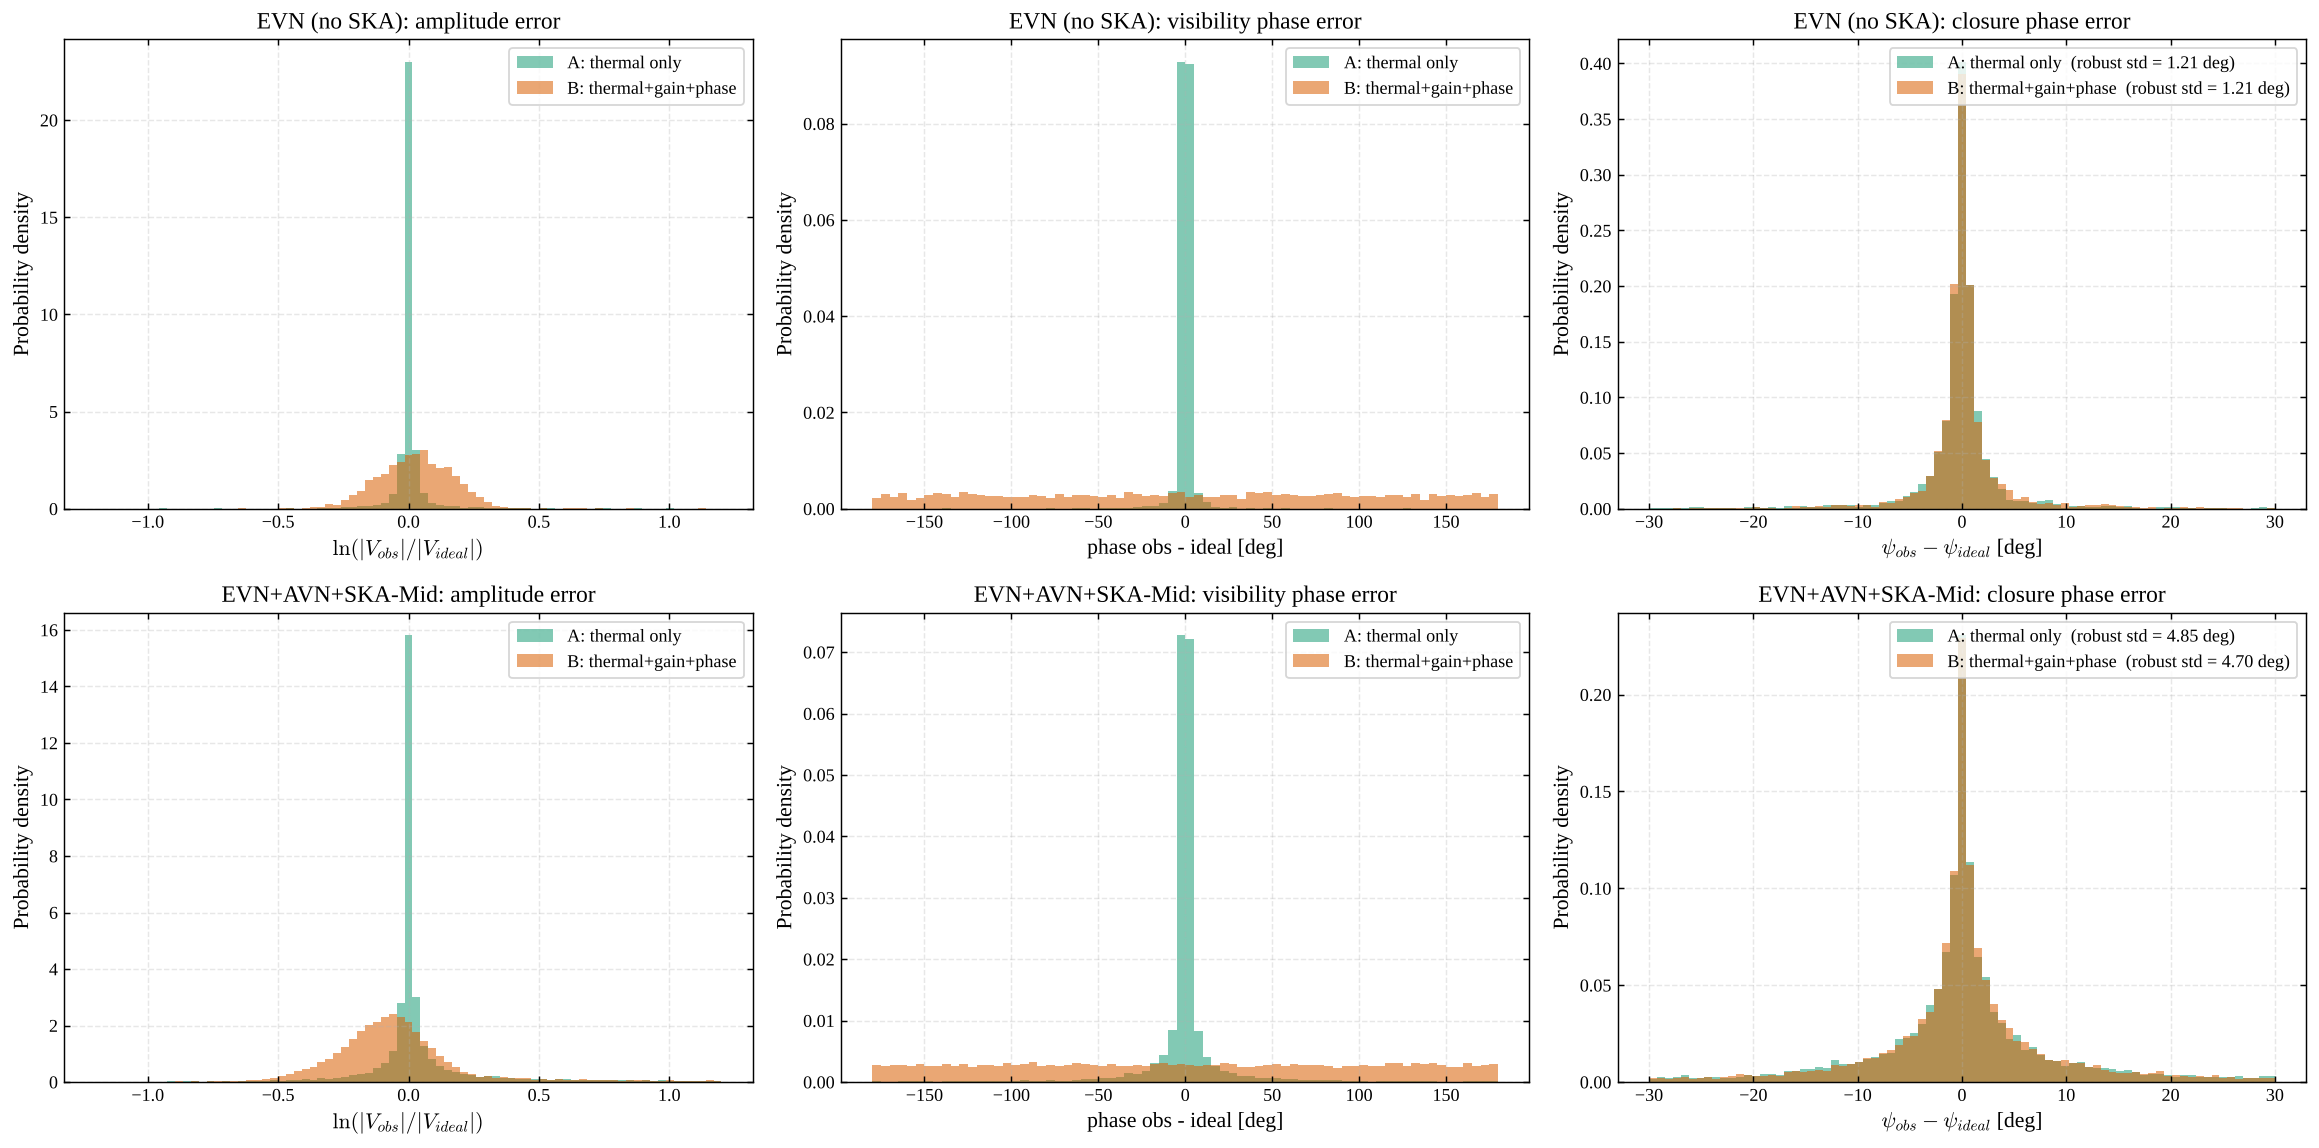 EVN (no SKA): amplitude error
A: thermal only
B: thermal+gain+phase
Probability density
20
15
10
5
0
−1.0 −0.5 0.0 0.5 1.0
ln(|V_obs|/|V_ideal|)
EVN (no SKA): visibility phase error
A: thermal only
B: thermal+gain+phase
Probability density
0.08
0.06
0.04
0.02
0.00
−150 −100 −50 0 50 100 150
phase obs - ideal [deg]
EVN (no SKA): closure phase error
A: thermal only (robust std = 1.21 deg)
B: thermal+gain+phase (robust std = 1.21 deg)
Probability density
0.40
0.35
0.30
0.25
0.20
0.15
0.10
0.05
0.00
−30 −20 −10 0 10 20 30
ψ_obs − ψ_ideal [deg]
EVN+AVN+SKA-Mid: amplitude error
A: thermal only
B: thermal+gain+phase
Probability density
16
14
12
10
8
6
4
2
0
−1.0 −0.5 0.0 0.5 1.0
ln(|V_obs|/|V_ideal|)
EVN+AVN+SKA-Mid: visibility phase error
A: thermal only
B: thermal+gain+phase
Probability density
0.07
0.06
0.05
0.04
0.03
0.02
0.01
0.00
−150 −100 −50 0 50 100 150
phase obs - ideal [deg]
EVN+AVN+SKA-Mid: closure phase error
A: thermal only (robust std = 4.85 deg)
B: thermal+gain+phase (robust std = 4.70 deg)
Probability density
0.20
0.15
0.10
0.05
0.00
−30 −20 −10 0 10 20 30
ψ_obs − ψ_ideal [deg]